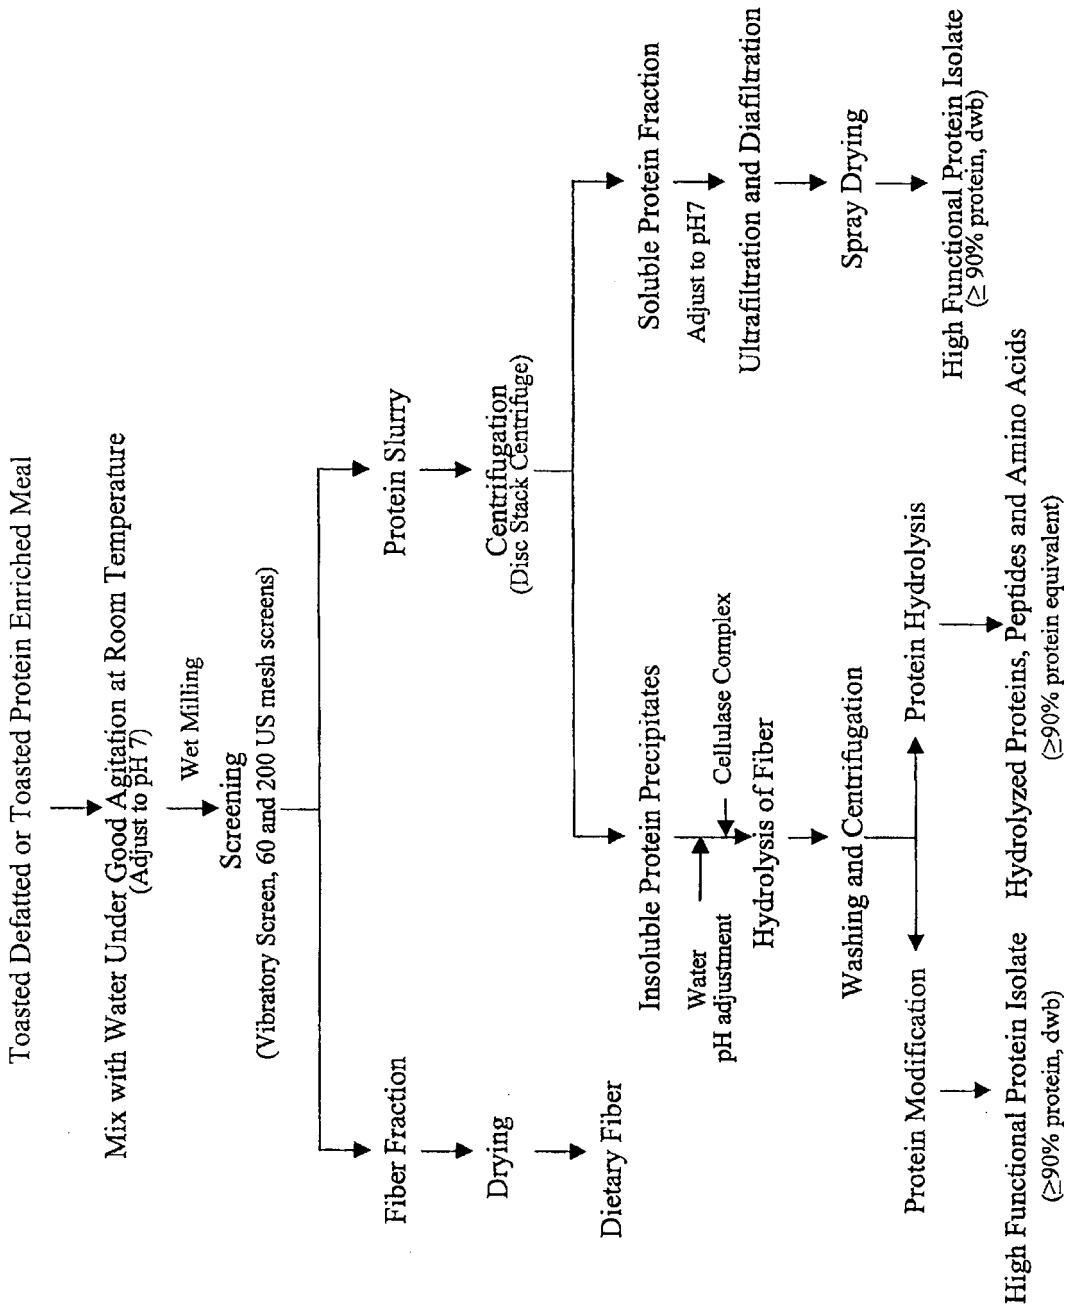 Toasted Defatted or Toasted Protein Enriched Meal
Mix with Water Under Good Agitation at Room Temperature
(Adjust to pH 7)
Wet Milling
Screening
(Vibratory Screen, 60 and 200 US mesh screens)
Fiber Fraction
Protein Slurry
Drying
Centrifugation
(Disc Stack Centrifuge)
Dietary Fiber
Insoluble Protein Precipitates
Soluble Protein Fraction
Water
pH adjustment
Cellulase Complex
Adjust to pH7
Hydrolysis of Fiber
Ultrafiltration and Diafiltration
Washing and Centrifugation
Spray Drying
Protein Modification
Protein Hydrolysis
High Functional Protein Isolate
(≥ 90% protein, dwb)
High Functional Protein Isolate
(≥90% protein, dwb)
Hydrolyzed Proteins, Peptides and Amino Acids
(≥90% protein equivalent)